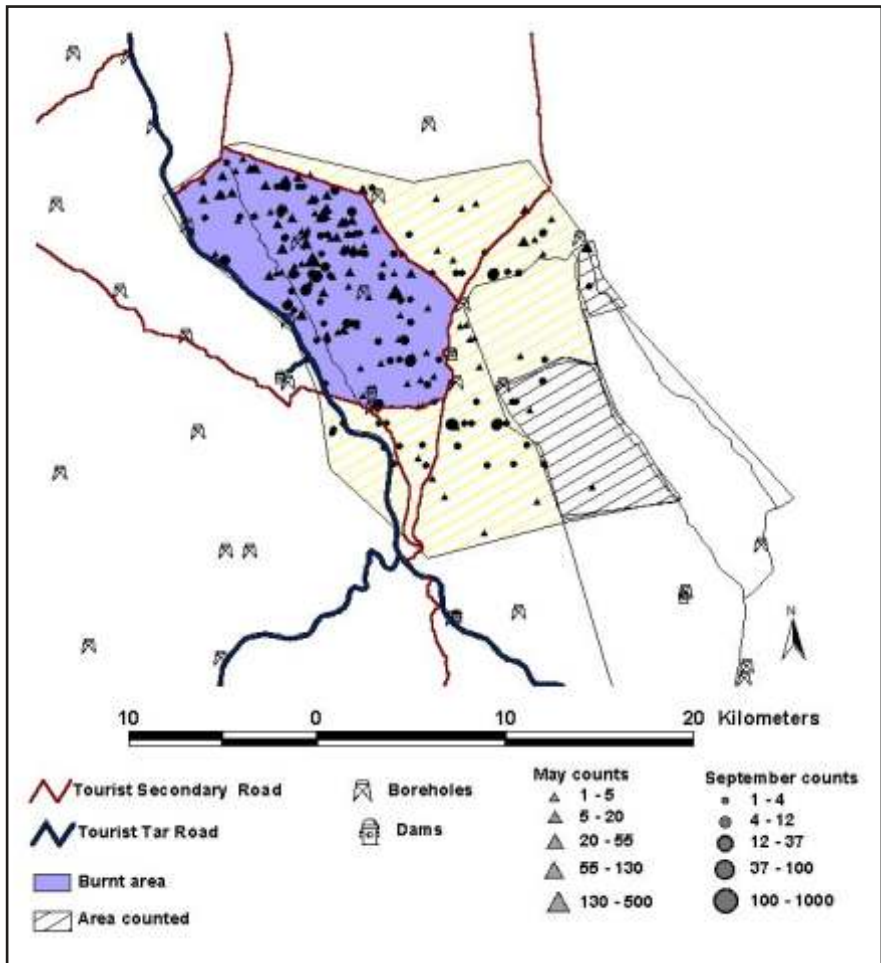 N
10 0 10 20 Kilometers
Tourist Secondary Road
Tourist Tar Road
Burnt area
Area counted
Boreholes
Dams
May counts
1 - 5
5 - 20
20 - 55
55 - 130
130 - 500
September counts
1 - 4
4 - 12
12 - 37
37 - 100
100 - 1000